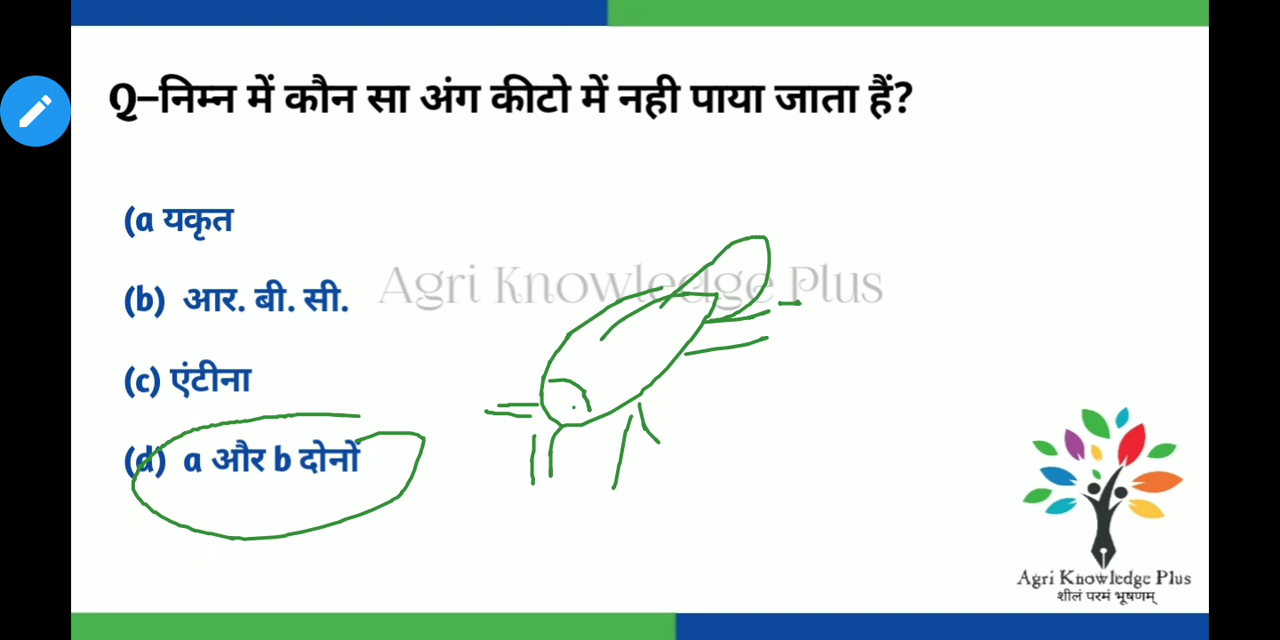 Q–निम्न में कौन सा अंग कीटो में नही पाया जाता हैं?
(a यकृत
(b) आर. बी. सी.
Agri Knowledge Plus
(c) एंटीना
(d) a और b दोनों
Agri Knowledge Plus
शीलं परमं भूषणम्